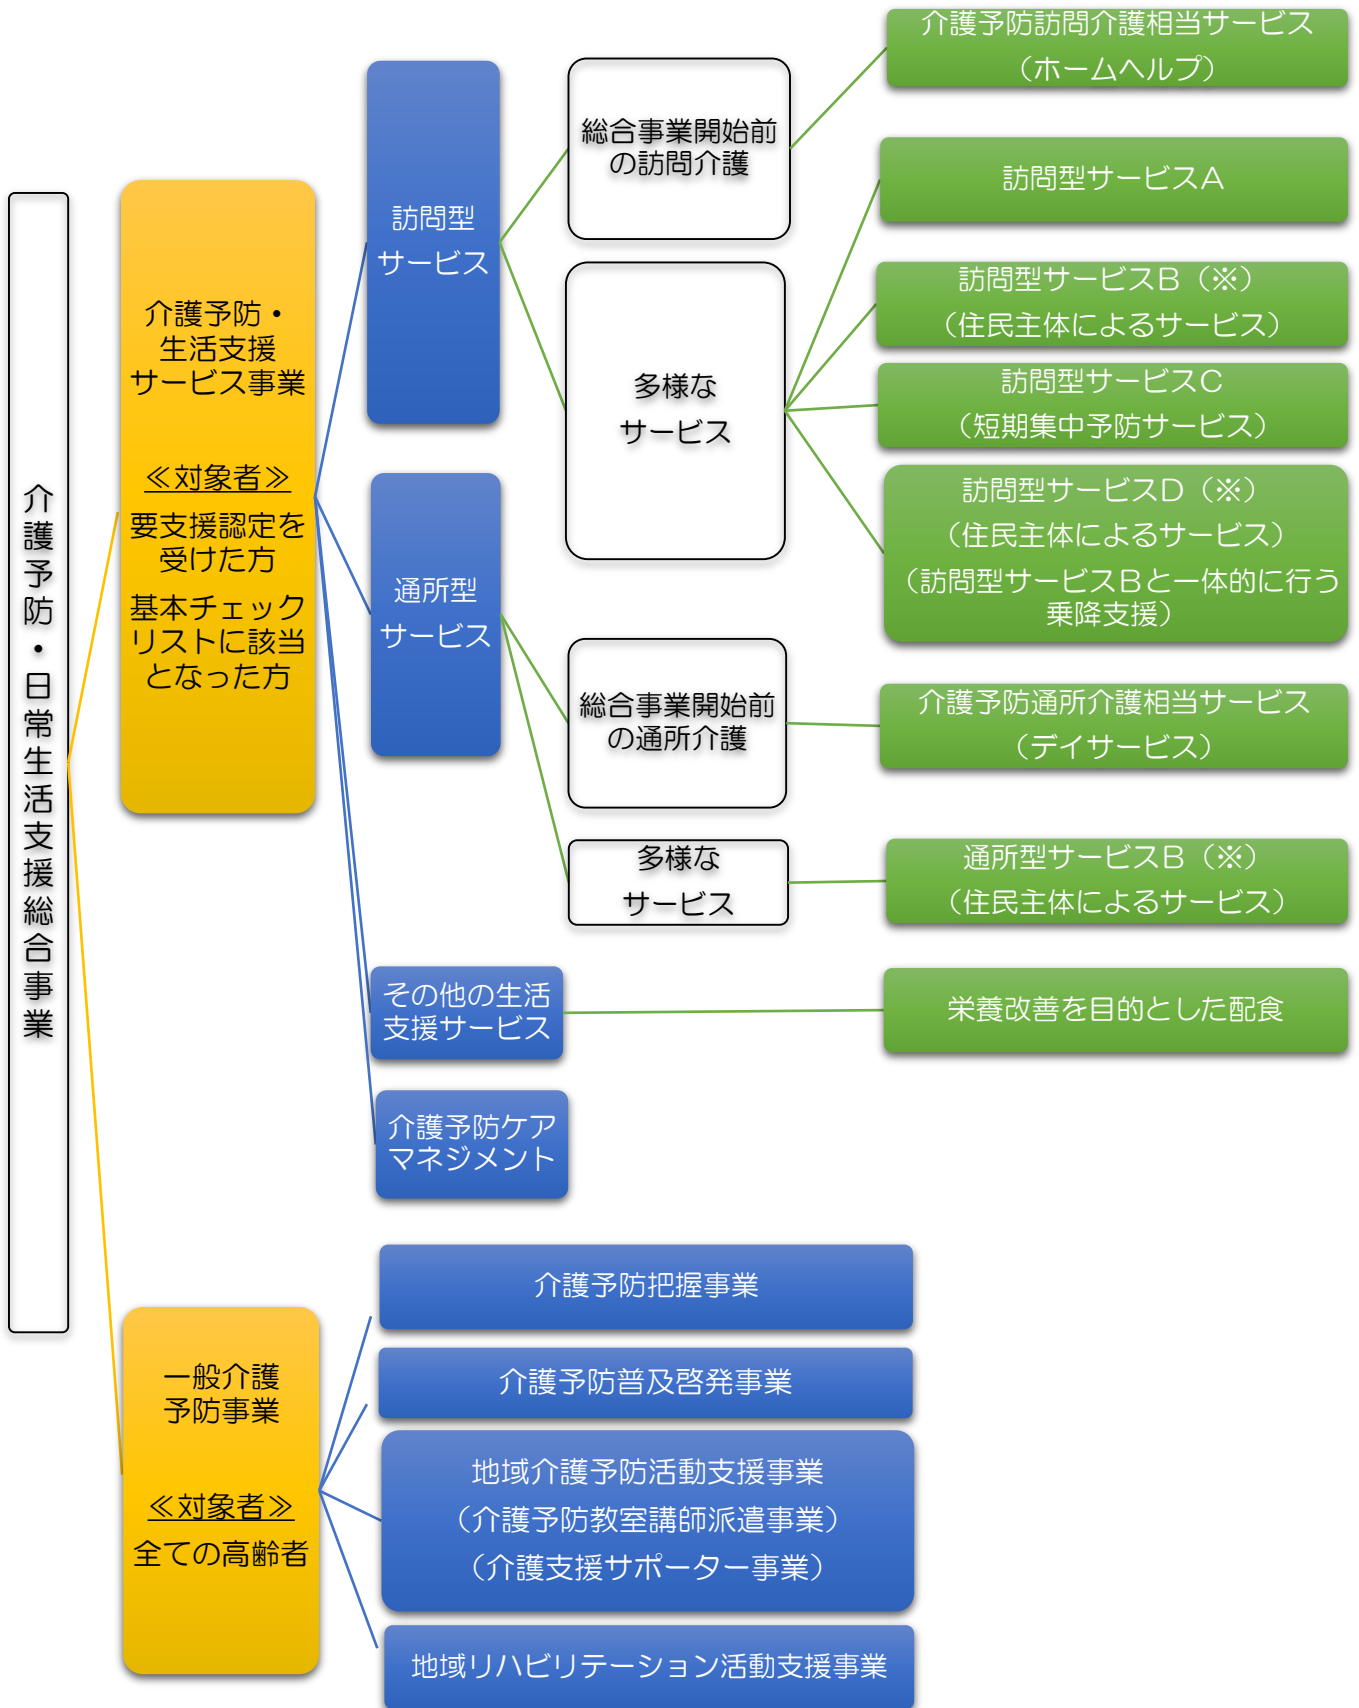 介護予防・日常生活支援総合事業
介護予防・
生活支援
サービス事業
≪対象者≫
要支援認定を
受けた方
基本チェック
リストに該当
となった方
訪問型
サービス
総合事業開始前
の訪問介護
介護予防訪問介護相当サービス
（ホームヘルプ）
多様な
サービス
訪問型サービスA
訪問型サービスB（※）
（住民主体によるサービス）
訪問型サービスC
（短期集中予防サービス）
訪問型サービスD（※）
（住民主体によるサービス）
（訪問型サービスBと一体的に行う
乗降支援）
通所型
サービス
総合事業開始前
の通所介護
介護予防通所介護相当サービス
（デイサービス）
多様な
サービス
通所型サービスB（※）
（住民主体によるサービス）
その他の生活
支援サービス
栄養改善を目的とした配食
介護予防ケア
マネジメント
一般介護
予防事業
≪対象者≫
全ての高齢者
介護予防把握事業
介護予防普及啓発事業
地域介護予防活動支援事業
（介護予防教室講師派遣事業）
（介護支援サポーター事業）
地域リハビリテーション活動支援事業